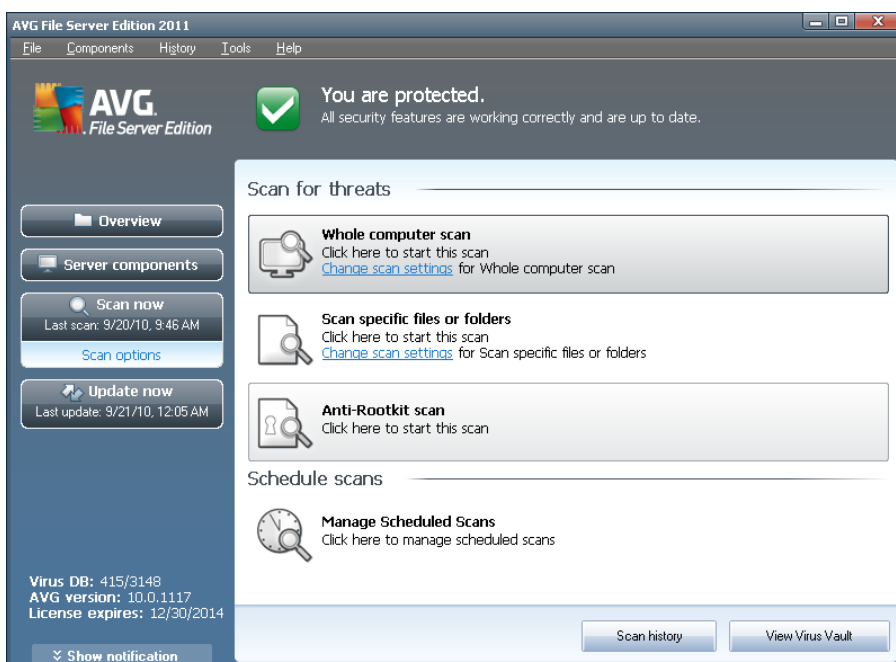 AVG File Server Edition 2011
File Components History Tools Help
AVG.
File Server Edition
You are protected.
All security features are working correctly and are up to date.
Overview
Server components
Scan now
Last scan: 9/20/10, 9:46 AM
Scan options
Update now
Last update: 9/21/10, 12:05 AM
Virus DB: 415/3148
AVG version: 10.0.1117
License expires: 12/30/2014
Show notification
Scan for threats
Whole computer scan
Click here to start this scan
Change scan settings for Whole computer scan
Scan specific files or folders
Click here to start this scan
Change scan settings for Scan specific files or folders
Anti-Rootkit scan
Click here to start this scan
Schedule scans
Manage Scheduled Scans
Click here to manage scheduled scans
Scan history
View Virus Vault